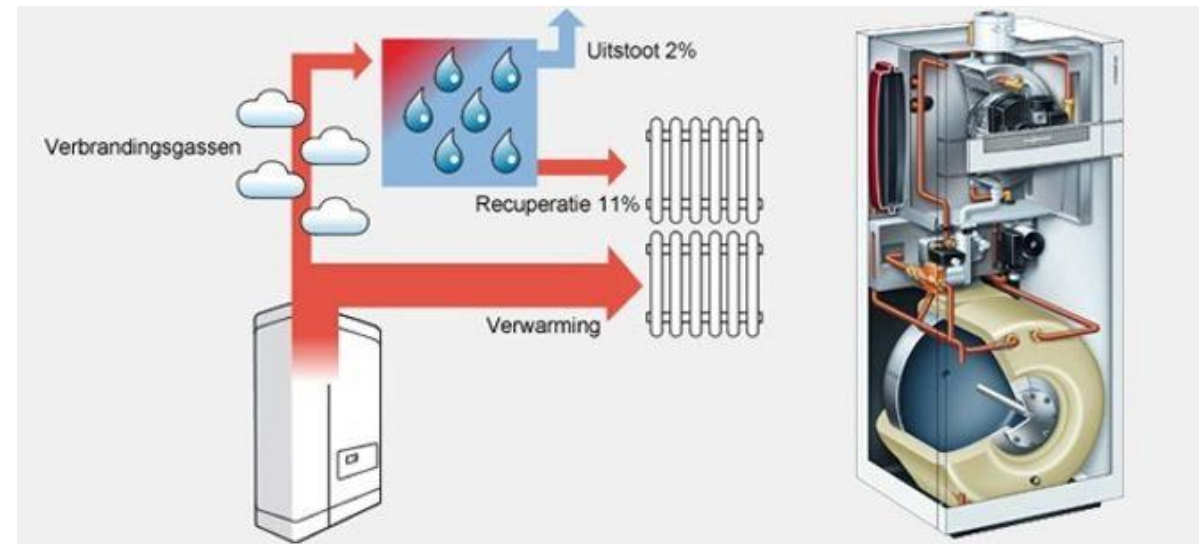 Uitstoot 2%
Verbrandingsgassen
Recuperatie 11%
Verwarming